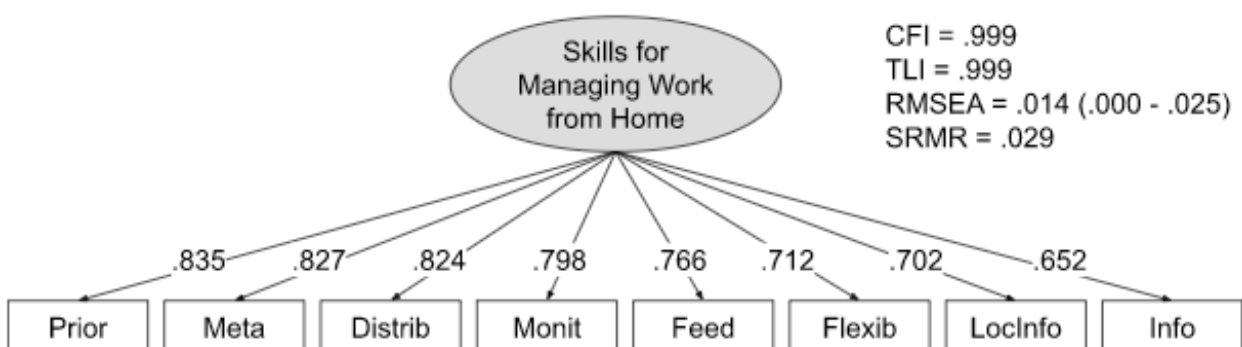 Skills for
Managing Work
from Home
CFI = .999
TLI = .999
RMSEA = .014 (.000 - .025)
SRMR = .029
.835 .827 .824 .798 .766 .712 .702 .652
Prior Meta Distrib Monit Feed Flexib LocInfo Info